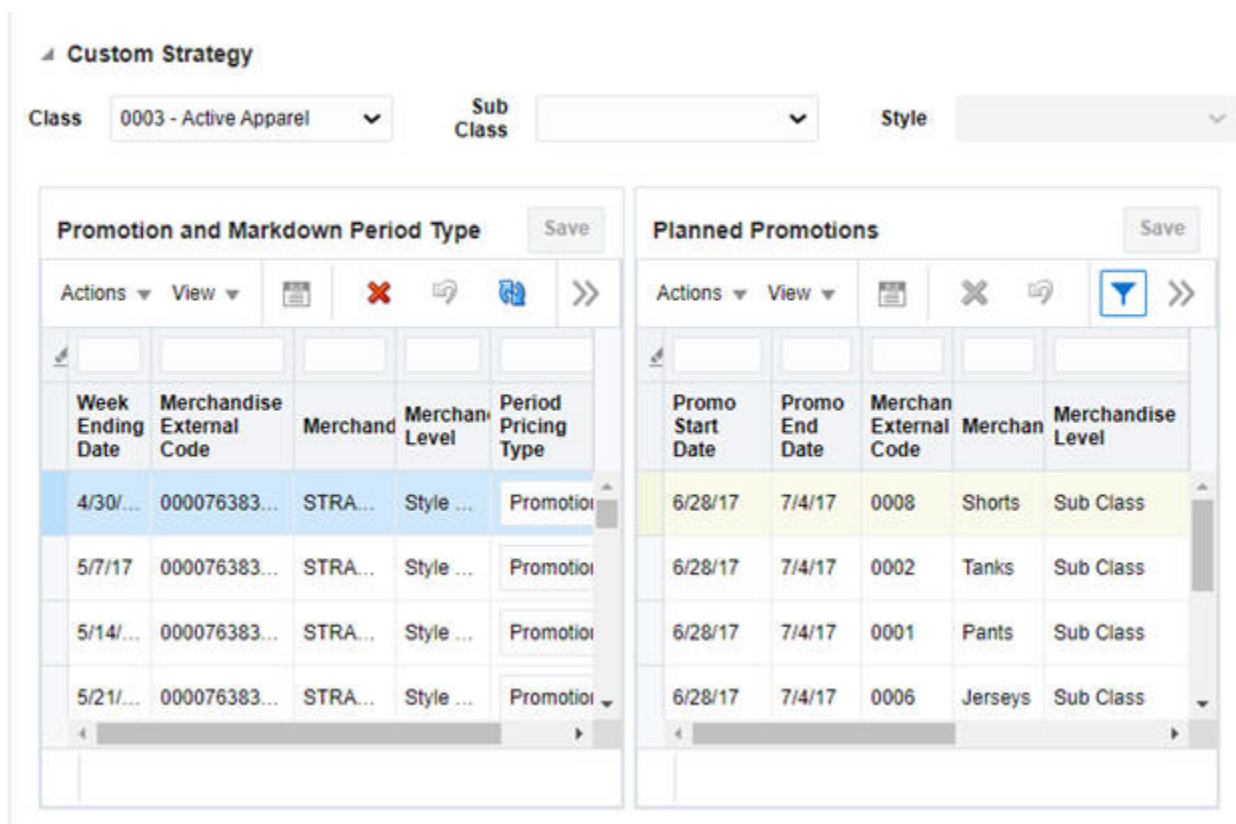 Custom Strategy
Class 0003 - Active Apparel Sub Class Style
Promotion and Markdown Period Type Save
Actions View
Week Ending Date Merchandise External Code Merchand Merchan Level Period Pricing Type
4/30/... 000076383... STRA... Style ... Promotio
5/7/17 000076383... STRA... Style ... Promotio
5/14/... 000076383... STRA... Style ... Promotio
5/21/... 000076383... STRA... Style ... Promotio
Planned Promotions Save
Actions View
Promo Start Date Promo End Date Merchan External Code Merchan Merchandise Level
6/28/17 7/4/17 0008 Shorts Sub Class
6/28/17 7/4/17 0002 Tanks Sub Class
6/28/17 7/4/17 0001 Pants Sub Class
6/28/17 7/4/17 0006 Jerseys Sub Class